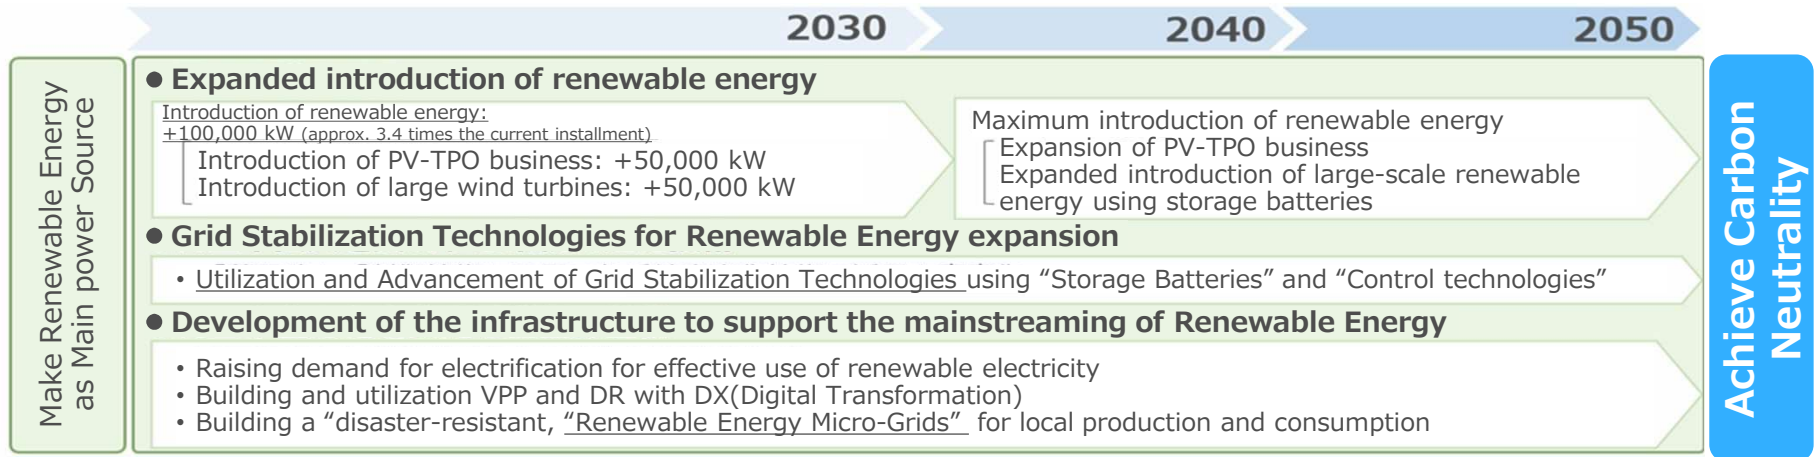 2030 2040 2050
Make Renewable Energy
as Main power Source
● Expanded introduction of renewable energy
Introduction of renewable energy:
+100,000 kW (approx. 3.4 times the current installment)
Introduction of PV-TPO business: +50,000 kW
Introduction of large wind turbines: +50,000 kW
Maximum introduction of renewable energy
Expansion of PV-TPO business
Expanded introduction of large-scale renewable
energy using storage batteries
● Grid Stabilization Technologies for Renewable Energy expansion
・Utilization and Advancement of Grid Stabilization Technologies using “Storage Batteries” and “Control technologies”
● Development of the infrastructure to support the mainstreaming of Renewable Energy
・Raising demand for electrification for effective use of renewable electricity
・Building and utilization VPP and DR with DX(Digital Transformation)
・Building a “disaster-resistant, “Renewable Energy Micro-Grids” for local production and consumption
Achieve Carbon
Neutrality